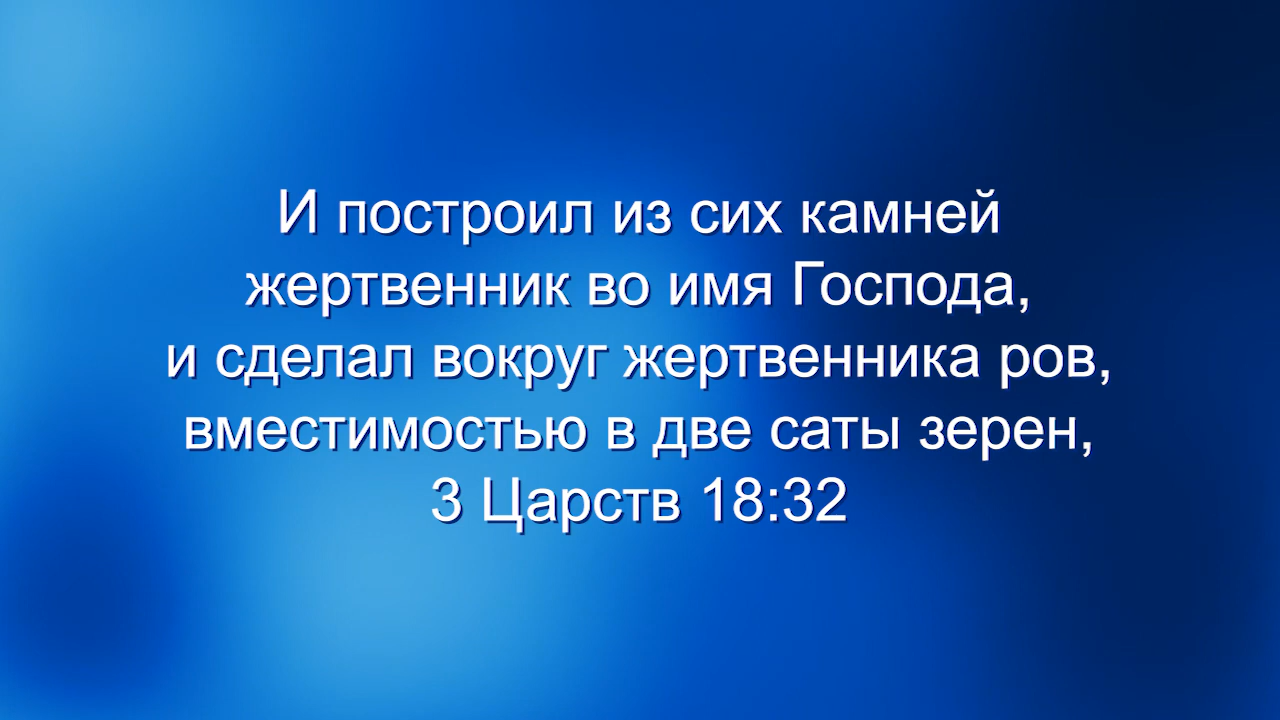 И построил из сих камней
жертвенник во имя Господа,
и сделал вокруг жертвенника ров,
вместимостью в две саты зерен,
3 Царств 18:32